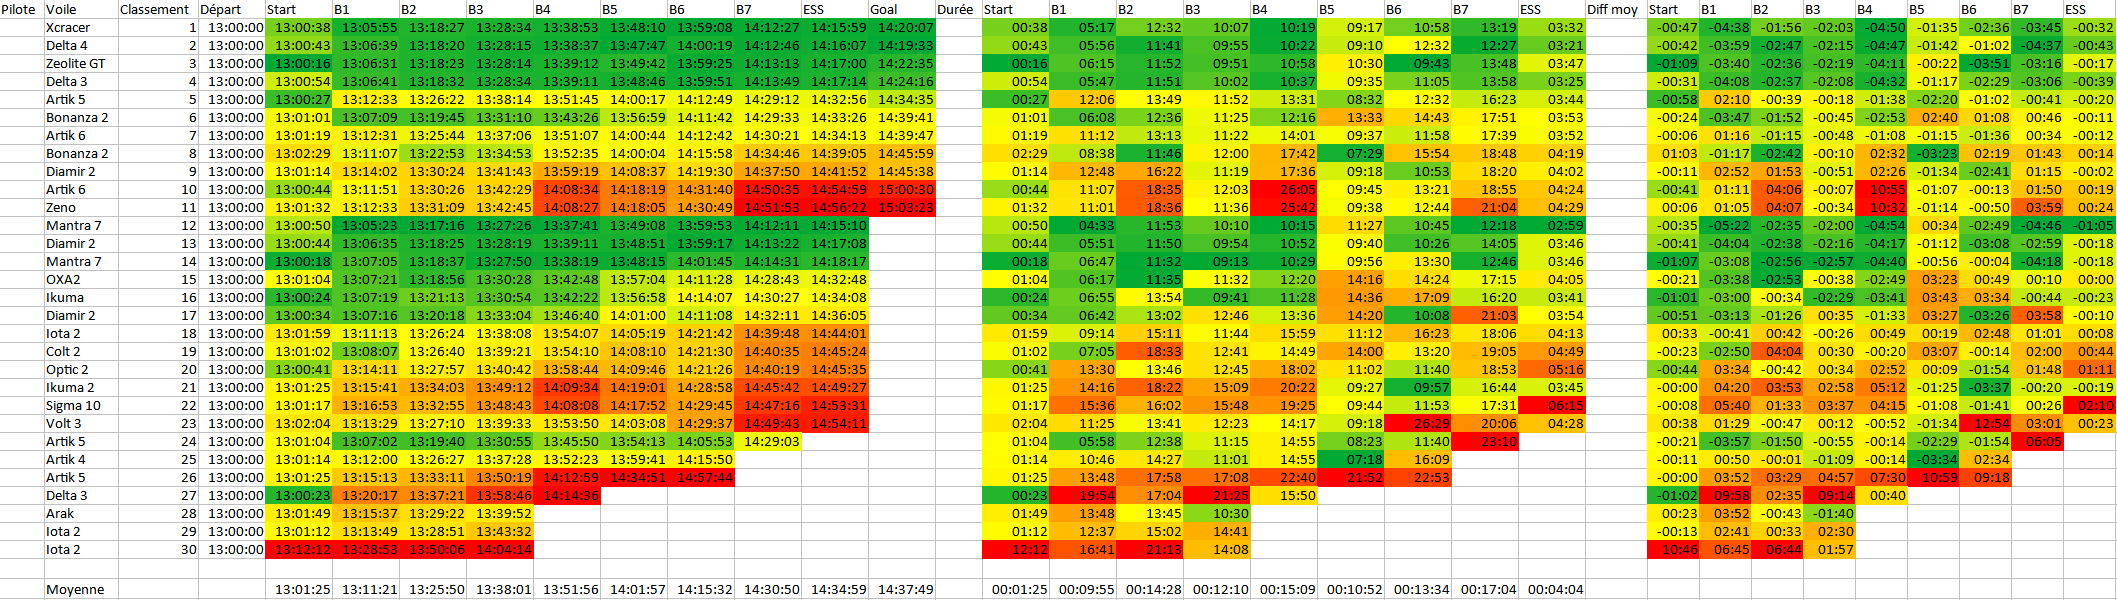 Pilote Voile Classement Départ Start B1 B2 B3 B4 B5 B6 B7 ESS Goal Durée Start B1 B2 B3 B4 B5 B6 B7 ESS Diff moy Start B1 B2 B3 B4 B5 B6 B7 ESS
Xcracer 1 13:00:00 13:00:38 13:05:55 13:18:27 13:28:34 13:38:53 13:48:10 13:59:08 14:12:27 14:15:59 14:20:07 00:38 05:17 12:32 10:07 10:19 09:17 10:58 13:19 03:32 -00:47 -04:38 -01:56 -02:03 -04:50 -01:35 -02:36 -03:45 -00:32
Delta 4 2 13:00:00 13:00:43 13:06:39 13:18:20 13:28:15 13:38:37 13:47:47 14:00:19 14:12:46 14:16:07 14:19:33 00:43 05:56 11:41 09:55 10:22 09:10 12:32 12:27 03:21 -00:42 -03:59 -02:47 -02:15 -04:47 -01:42 -01:02 -04:37 -00:43
Zeolite GT 3 13:00:00 13:00:16 13:06:31 13:18:23 13:28:14 13:39:12 13:49:42 13:59:25 14:13:13 14:17:00 14:22:35 00:16 06:15 11:52 09:51 10:58 10:30 09:43 13:48 03:47 -01:09 -03:40 -02:36 -02:19 -04:11 -00:22 -03:51 -03:16 -00:17
Delta 3 4 13:00:00 13:00:54 13:06:41 13:18:32 13:28:34 13:39:11 13:48:46 13:59:51 14:13:49 14:17:14 14:24:16 00:54 05:47 11:51 10:02 10:37 09:35 11:05 13:58 03:25 -00:31 -04:08 -02:37 -02:08 -04:32 -01:17 -02:29 -03:06 -00:39
Artik 5 5 13:00:00 13:00:27 13:12:33 13:26:22 13:38:14 13:51:45 14:00:17 14:12:49 14:29:12 14:32:56 14:34:35 00:27 12:06 13:49 11:52 13:31 08:32 12:32 16:23 03:44 -00:58 02:10 -00:39 -00:18 -01:38 -02:20 -01:02 -00:41 -00:20
Bonanza 2 6 13:00:00 13:01:01 13:07:09 13:19:45 13:31:10 13:43:26 13:56:59 14:11:42 14:29:33 14:33:26 14:39:41 01:01 06:08 12:36 11:25 12:16 13:33 14:43 17:51 03:53 -00:24 -03:47 -01:52 -00:45 -02:53 02:40 01:08 00:46 -00:11
Artik 6 7 13:00:00 13:01:19 13:12:31 13:25:44 13:37:06 13:51:07 14:00:44 14:12:42 14:30:21 14:34:13 14:39:47 01:19 11:12 13:13 11:22 14:01 09:37 11:58 17:39 03:52 -00:06 01:16 -01:15 -00:48 -01:08 -01:15 -01:36 00:34 -00:12
Bonanza 2 8 13:00:00 13:02:29 13:11:07 13:22:53 13:34:53 13:52:35 14:00:04 14:15:58 14:34:46 14:39:05 14:45:59 02:29 08:38 11:46 12:00 17:42 07:29 15:54 18:48 04:19 01:03 -01:17 -02:42 -00:10 02:32 -03:23 02:19 01:43 00:14
Diamir 2 9 13:00:00 13:01:14 13:14:02 13:30:24 13:41:43 13:59:19 14:08:37 14:19:30 14:37:50 14:41:52 14:45:38 01:14 12:48 16:22 11:19 17:36 09:18 10:53 18:20 04:02 -00:11 02:52 01:53 -00:51 02:26 -01:34 -02:41 01:15 -00:02
Artik 6 10 13:00:00 13:00:44 13:11:51 13:30:26 13:42:29 14:08:34 14:18:19 14:31:40 14:50:35 14:54:59 15:00:30 00:44 11:07 18:35 12:03 26:05 09:45 13:21 18:55 04:24 -00:41 01:11 04:06 -00:07 10:55 -01:07 -00:13 01:50 00:19
Zeno 11 13:00:00 13:01:32 13:12:33 13:31:09 13:42:45 14:08:27 14:18:05 14:30:49 14:51:53 14:56:22 15:03:23 01:32 11:01 18:36 11:36 25:42 09:38 12:44 21:04 04:29 00:06 01:05 04:07 -00:34 10:32 -01:14 -00:50 03:59 00:24
Mantra 7 12 13:00:00 13:00:50 13:05:23 13:17:16 13:27:26 13:37:41 13:49:08 13:59:53 14:12:11 14:15:10 00:50 04:33 11:53 10:10 10:15 11:27 10:45 12:18 02:59 -00:35 -05:22 -02:35 -02:00 -04:54 00:34 -02:49 -04:46 -01:05
Diamir 2 13 13:00:00 13:00:44 13:06:35 13:18:25 13:28:19 13:39:11 13:48:51 13:59:17 14:13:22 14:17:08 00:44 05:51 11:50 09:54 10:52 09:40 10:26 14:05 03:46 -00:41 -04:04 -02:38 -02:16 -04:17 -01:12 -03:08 -02:59 -00:18
Mantra 7 14 13:00:00 13:00:18 13:07:05 13:18:37 13:27:50 13:38:19 13:48:15 14:01:45 14:14:31 14:18:17 00:18 06:47 11:32 09:13 10:29 09:56 13:30 12:46 03:46 -01:07 -03:08 -02:56 -02:57 -04:40 -00:56 -00:04 -04:18 -00:18
OXA2 15 13:00:00 13:01:04 13:07:21 13:18:56 13:30:28 13:42:48 13:57:04 14:11:28 14:28:43 14:32:48 01:04 06:17 11:35 11:32 12:20 14:16 14:24 17:15 04:05 -00:21 -03:38 -02:53 -00:38 -02:49 03:23 00:49 00:10 00:00
Ikuma 16 13:00:00 13:00:24 13:07:19 13:21:13 13:30:54 13:42:22 13:56:58 14:14:07 14:30:27 14:34:08 00:24 06:55 13:54 09:41 11:28 14:36 17:09 16:20 03:41 -01:01 -03:00 -00:34 -02:29 -03:41 03:43 03:34 -00:44 -00:23
Diamir 2 17 13:00:00 13:00:34 13:07:16 13:20:18 13:33:04 13:46:40 14:01:00 14:11:08 14:32:11 14:36:05 00:34 06:42 13:02 12:46 13:36 14:20 10:08 21:03 03:54 -00:51 -03:13 -01:26 00:35 -01:33 03:27 -03:26 03:58 -00:10
Iota 2 18 13:00:00 13:01:59 13:11:13 13:26:24 13:38:08 13:54:07 14:05:19 14:21:42 14:39:48 14:44:01 01:59 09:14 15:11 11:44 15:59 11:12 16:23 18:06 04:13 00:33 -00:41 00:42 -00:26 00:49 00:19 02:48 01:01 00:08
Colt 2 19 13:00:00 13:01:02 13:08:07 13:26:40 13:39:21 13:54:10 14:08:10 14:21:30 14:40:35 14:45:24 01:02 07:05 18:33 12:41 14:49 14:00 13:20 19:05 04:49 -00:23 -02:50 04:04 00:30 -00:20 03:07 -00:14 02:00 00:44
Optic 2 20 13:00:00 13:00:41 13:14:11 13:27:57 13:40:42 13:58:44 14:09:46 14:21:26 14:40:19 14:45:35 00:41 13:30 13:46 12:45 18:02 11:02 11:40 18:53 05:16 -00:44 03:34 -00:42 00:34 02:52 00:09 -01:54 01:48 01:11
Ikuma 2 21 13:00:00 13:01:25 13:15:41 13:34:03 13:49:12 14:09:34 14:19:01 14:28:58 14:45:42 14:49:27 01:25 14:16 18:22 15:09 20:22 09:27 09:57 16:44 03:45 -00:00 04:20 03:53 02:58 05:12 -01:25 -03:37 -00:20 -00:19
Sigma 10 22 13:00:00 13:01:17 13:16:53 13:32:55 13:48:43 14:08:08 14:17:52 14:29:45 14:47:16 14:53:31 01:17 15:36 16:02 15:48 19:25 09:44 11:53 17:31 06:15 -00:08 05:40 01:33 03:37 04:15 -01:08 -01:41 00:26 02:10
Volt 3 23 13:00:00 13:02:04 13:13:29 13:27:10 13:39:33 13:53:50 14:03:08 14:29:37 14:49:43 14:54:11 02:04 11:25 13:41 12:23 14:17 09:18 26:29 20:06 04:28 00:38 01:29 -00:47 00:12 -00:52 -01:34 12:54 03:01 00:23
Artik 5 24 13:00:00 13:01:04 13:07:02 13:19:40 13:30:55 13:45:50 13:54:13 14:05:53 14:29:03 01:04 05:58 12:38 11:15 14:55 08:23 11:40 23:10 -00:21 -03:57 -01:50 -00:55 -00:14 -02:29 -01:54 06:05
Artik 4 25 13:00:00 13:01:14 13:12:00 13:26:27 13:37:28 13:52:23 13:59:41 14:15:50 01:14 10:46 14:27 11:01 14:55 07:18 16:09 -00:11 00:50 -00:01 -01:09 -00:14 -03:34 02:34
Artik 5 26 13:00:00 13:01:25 13:15:13 13:33:11 13:50:19 14:12:59 14:34:51 14:57:44 01:25 13:48 17:58 17:08 22:40 21:52 22:53 -00:00 03:52 03:29 04:57 07:30 10:59 09:18
Delta 3 27 13:00:00 13:00:23 13:20:17 13:37:21 13:58:46 14:14:36 00:23 19:54 17:04 21:25 15:50 -01:02 09:58 02:35 09:14 00:40
Arak 28 13:00:00 13:01:49 13:15:37 13:29:22 13:39:52 01:49 13:48 13:45 10:30 00:23 03:52 -00:43 -01:40
Iota 2 29 13:00:00 13:01:12 13:13:49 13:28:51 13:43:32 01:12 12:37 15:02 14:41 -00:13 02:41 00:33 02:30
Iota 2 30 13:00:00 13:12:12 13:28:53 13:50:06 14:04:14 12:12 16:41 21:13 14:08 10:46 06:45 06:44 01:57
Moyenne 13:01:25 13:11:21 13:25:50 13:38:01 13:51:56 14:01:57 14:15:32 14:30:50 14:34:59 14:37:49 00:01:25 00:09:55 00:14:28 00:12:10 00:15:09 00:10:52 00:13:34 00:17:04 00:04:04